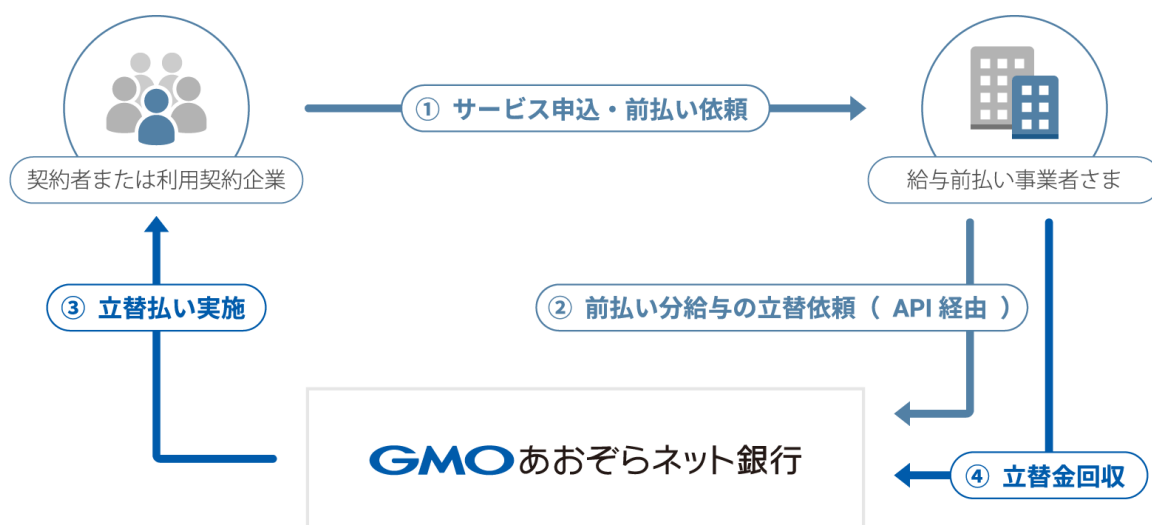 ① サービス申込・前払い依頼
契約者または利用契約企業
給与前払い事業者さま
③ 立替払い実施
② 前払い分給与の立替依頼（ API 経由 ）
GMOあおぞらネット銀行
④ 立替金回収